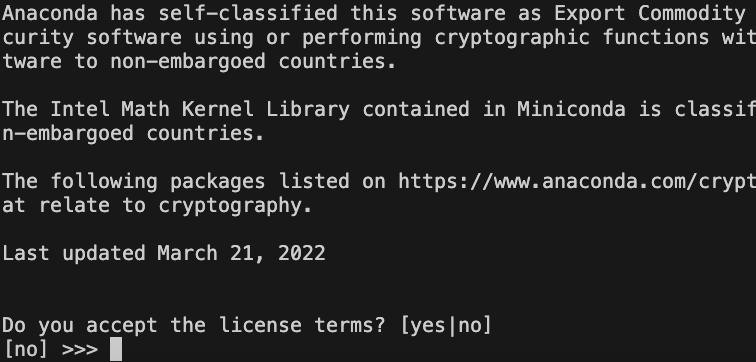 Anaconda has self-classified this software as Export Commodity
curity software using or performing cryptographic functions wit
tware to non-embargoed countries.
The Intel Math Kernel Library contained in Miniconda is classif
n-embargoed countries.
The following packages listed on https://www.anaconda.com/crypt
at relate to cryptography.
Last updated March 21, 2022
Do you accept the license terms? [yes|no]
[no] >>>